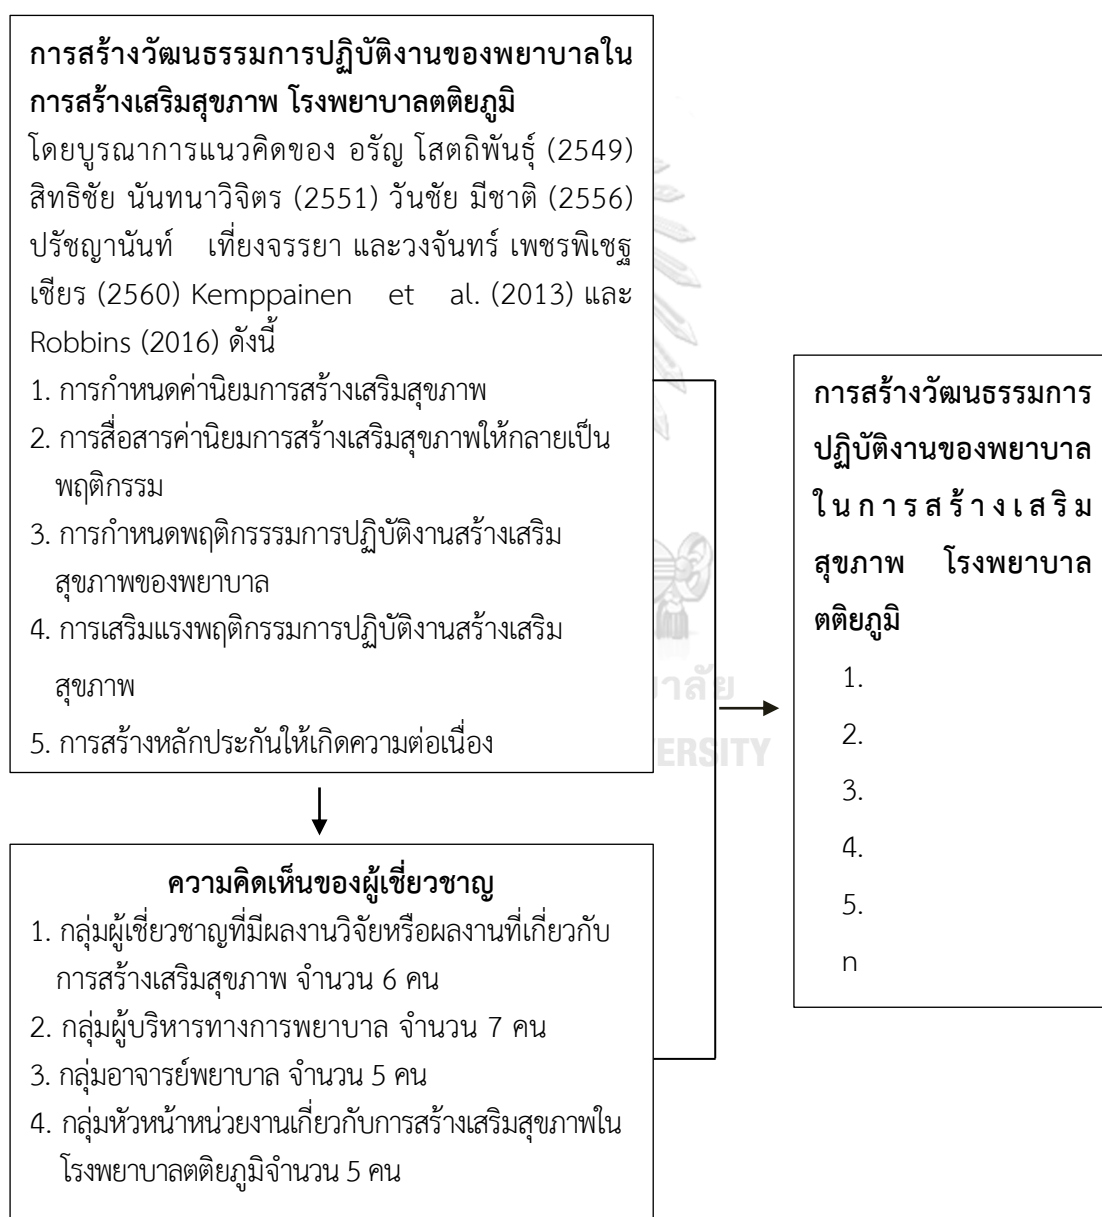 การสร้างวัฒนธรรมการปฏิบัติงานของพยาบาลใน
การสร้างเสริมสุขภาพ โรงพยาบาลตติยภูมิ
โดยบูรณาการแนวคิดของ อรัญ โสตถิพันธุ์ (2549)
สิทธิชัย นันทนาวิจิตร (2551) วันชัย มีชาติ (2556)
ปรัชญานันท์ เที่ยงจรรยา และวงจันทร์ เพชรพิเชฐ
เชียร (2560) Kemppainen et al. (2013) และ
Robbins (2016) ดังนี้
1. การกำหนดค่านิยมการสร้างเสริมสุขภาพ
2. การสื่อสารค่านิยมการสร้างเสริมสุขภาพให้กลายเป็น
พฤติกรรม
3. การกำหนดพฤติกรรรมการปฏิบัติงานสร้างเสริม
สุขภาพของพยาบาล
4. การเสริมแรงพฤติกรรมการปฏิบัติงานสร้างเสริม
สุขภาพ
5. การสร้างหลักประกันให้เกิดความต่อเนื่อง
ความคิดเห็นของผู้เชี่ยวชาญ
1. กลุ่มผู้เชี่ยวชาญที่มีผลงานวิจัยหรือผลงานที่เกี่ยวกับ
การสร้างเสริมสุขภาพ จำนวน 6 คน
2. กลุ่มผู้บริหารทางการพยาบาล จำนวน 7 คน
3. กลุ่มอาจารย์พยาบาล จำนวน 5 คน
4. กลุ่มหัวหน้าหน่วยงานเกี่ยวกับการสร้างเสริมสุขภาพใน
โรงพยาบาลตติยภูมิจำนวน 5 คน
การสร้างวัฒนธรรมการ
ปฏิบัติงานของพยาบาล
ในการสร้างเสริม
สุขภาพ โรงพยาบาล
ตติยภูมิ
1.
2.
3.
4.
5.
n
าลัย
ERSITY